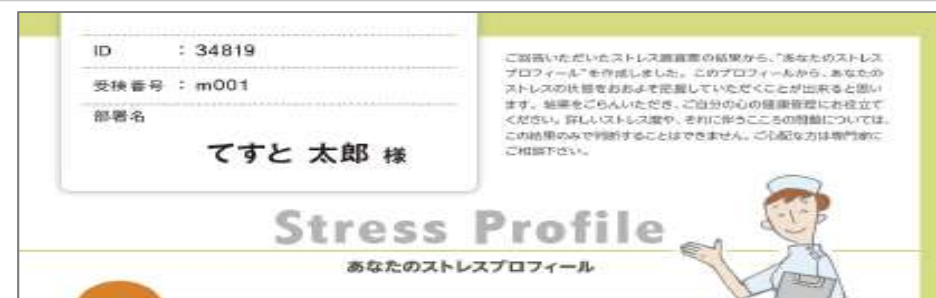 ID : 34819
受検番号 : m001
部署名
てすと 太郎 様
ご回答いただいたストレス調査票の結果から、"あなたのストレス
プロフィール"を作成しました。このプロフィールから、あなたの
ストレスの状態をおおよそ把握していただくことが出来ると思い
ます。結果をごらんいただき、ご自分の心の健康管理にお役立て
ください。詳しいストレス度や、それに伴うこころの問題については、
この結果のみで判断することはできません。ご心配な方は専門家に
ご相談下さい。
Stress Profile
あなたのストレスプロフィール